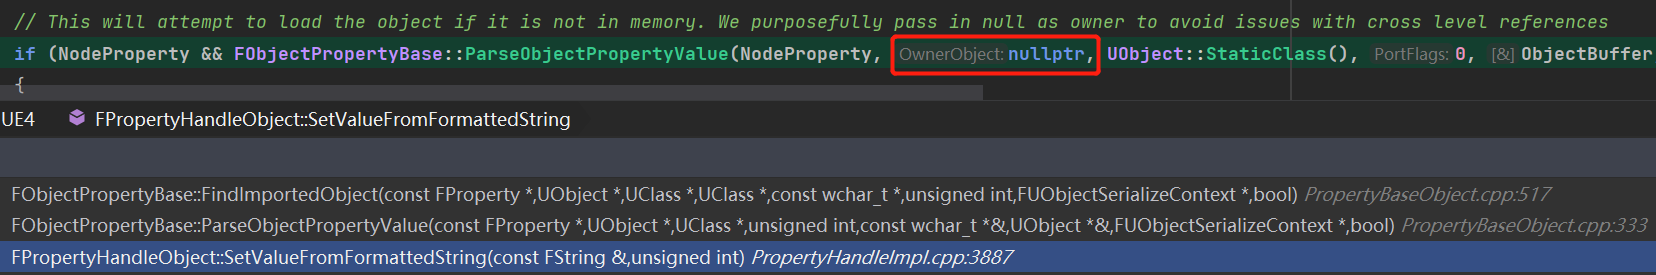 // This will attempt to load the object if it is not in memory. We purposefully pass in null as owner to avoid issues with cross level references
if (NodeProperty && FObjectPropertyBase::ParseObjectPropertyValue(NodeProperty, OwnerObject: nullptr, UObject::StaticClass(), PortFlags: 0, [&] ObjectBuffer
{
UE4 FPropertyHandleObject::SetValueFromFormattedString
FObjectPropertyBase::FindImportedObject(const FProperty *,UObject *,UClass *,UClass *,const wchar_t *,unsigned int,FUObjectSerializeContext *,bool) PropertyBaseObject.cpp:517
FObjectPropertyBase::ParseObjectPropertyValue(const FProperty *,UObject *,UClass *,unsigned int,const wchar_t *&,UObject *&,FUObjectSerializeContext *,bool) PropertyBaseObject.cpp:333
FPropertyHandleObject::SetValueFromFormattedString(const FString &,unsigned int) PropertyHandleImpl.cpp:3887